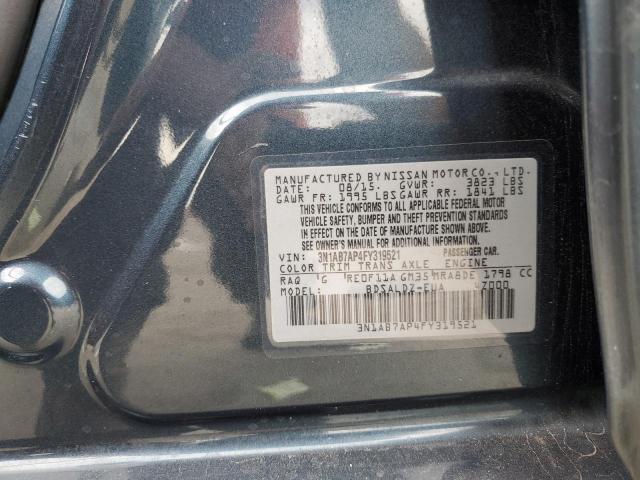 MANUFACTURED BY NISSAN MOTOR CO., LTD.
DATE: 08/15. GVWR: 3823 LBS
GAWR FR: 1995 LBS GAWR RR: 1841 LBS
THIS VEHICLE CONFORMS TO ALL APPLICABLE FEDERAL MOTOR
VEHICLE SAFETY, BUMPER AND THEFT PREVENTION STANDARDS
IN EFFECT ON THE DATE OF MANUFACTURE SHOWN ABOVE.
SEE OWNER'S MANUAL FOR ADDITIONAL INFORMATION.
VIN: 3N1AB7AP4FY319521 PASSENGER CAR.
COLOR TRIM TRANS AXLE ENGINE
RAQ G RE0F11A GM35 MRA8DE 1798 CC
MODEL: BDSALDZ-EUA Z000
3N1AB7AP4FY319521